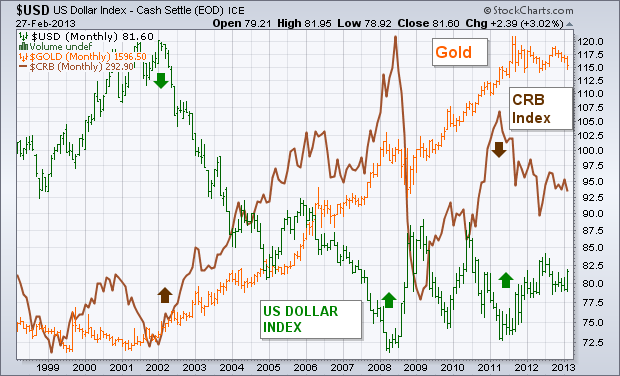 $USD US Dollar Index - Cash Settle (EOD) ICE
© StockCharts.com
27-Feb-2013
Open 79.21 High 81.95 Low 78.92 Close 81.60 Chg +2.39 (+3.02%)
$USD (Monthly) 81.60
Volume undef
$GOLD (Monthly) 1596.50
$CRB (Monthly) 292.90
Gold
CRB
Index
US DOLLAR
INDEX
120.0
117.5
115.0
112.5
110.0
107.5
105.0
102.5
100.0
97.5
95.0
92.5
90.0
87.5
85.0
82.5
80.0
77.5
75.0
72.5
1999 2000 2001 2002 2003 2004 2005 2006 2007 2008 2009 2010 2011 2012 2013